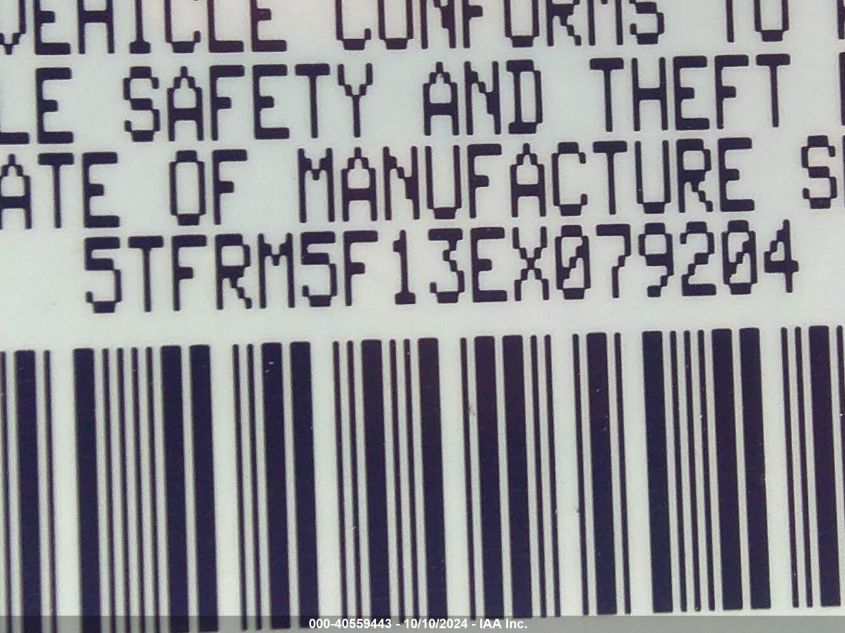 VEHICLE CONFORMS TO
LE SAFETY AND THEFT
ATE OF MANUFACTURE S
5TFRM5F13EX079204
000-40559443 - 10/10/2024 - IAA Inc.